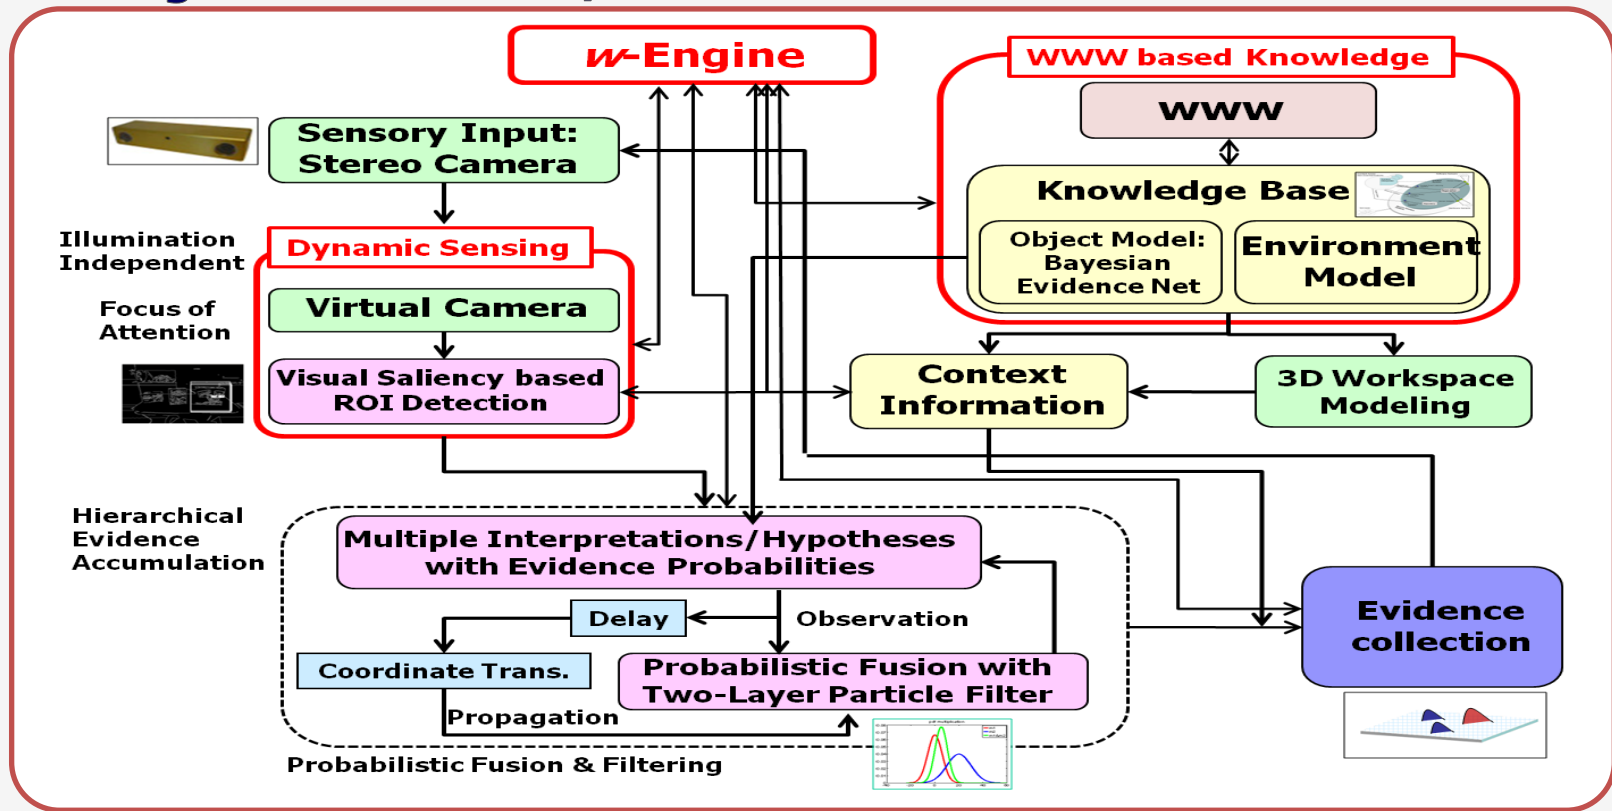 w-Engine
WWW based Knowledge
WWW
Sensory Input:
Stereo Camera
Knowledge Base
Illumination
Independent
Dynamic Sensing
Object Model:
Bayesian
Evidence Net
Environment
Model
Focus of
Attention
Virtual Camera
Visual Saliency based
ROI Detection
Context
Information
3D Workspace
Modeling
Hierarchical
Evidence
Accumulation
Multiple Interpretations/Hypotheses
with Evidence Probabilities
Delay
Observation
Evidence
collection
Coordinate Trans.
Probabilistic Fusion with
Two-Layer Particle Filter
Propagation
Probabilistic Fusion & Filtering